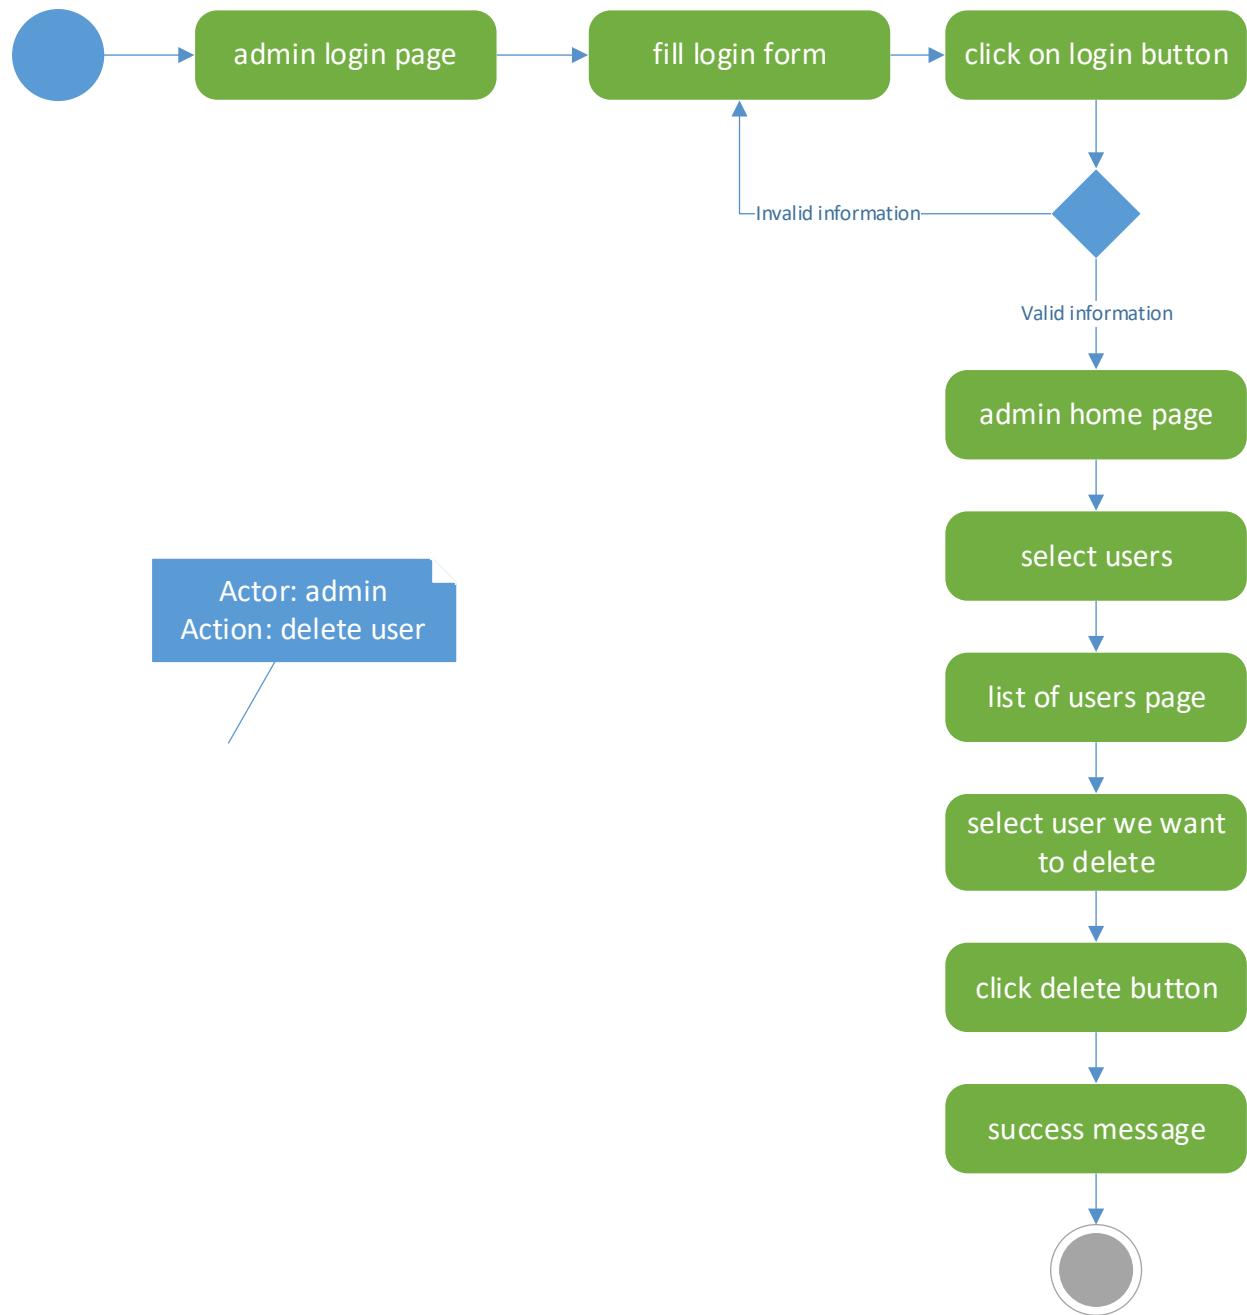 admin login page
fill login form
click on login button
Invalid information
Valid information
admin home page
select users
Actor: admin
Action: delete user
list of users page
select user we want
to delete
click delete button
success message